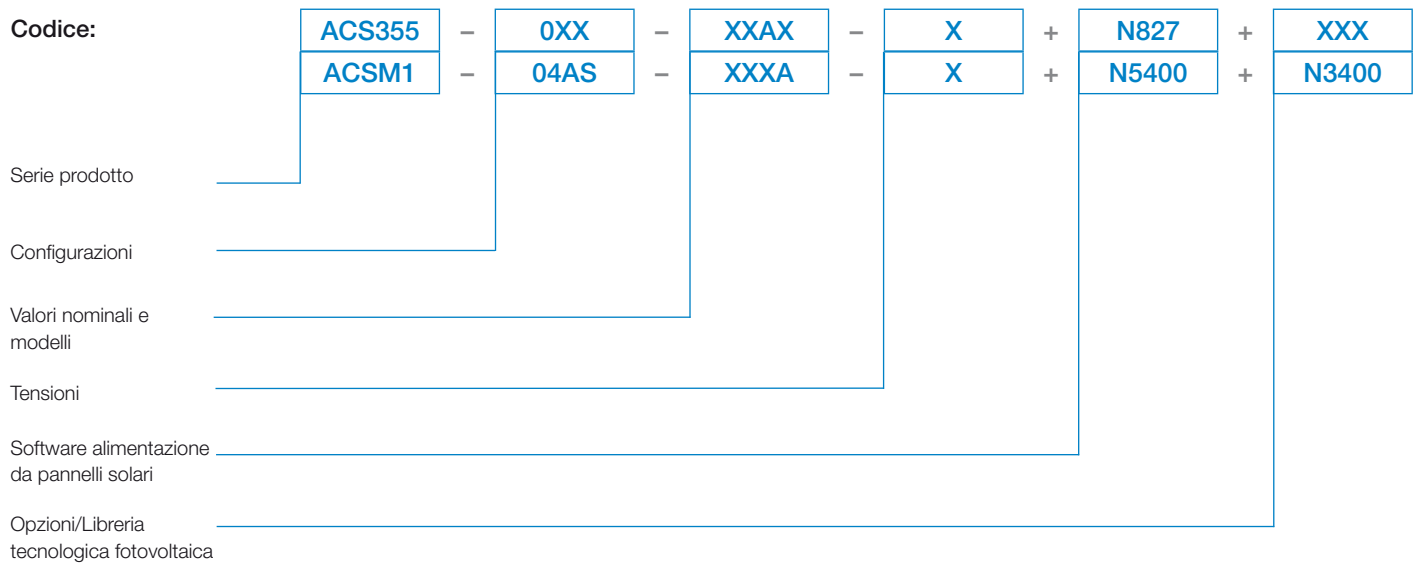 Codice: ACS355 – 0XX – XXAX – X + N827 + XXX
ACSM1 – 04AS – XXXA – X + N5400 + N3400
Serie prodotto
Configurazioni
Valori nominali e
modelli
Tensioni
Software alimentazione
da pannelli solari
Opzioni/Libreria
tecnologica fotovoltaica